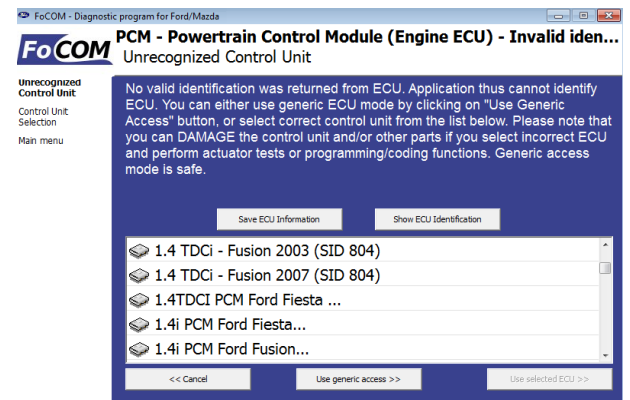 FoCOM - Diagnostic program for Ford/Mazda
FoCOM
PCM - Powertrain Control Module (Engine ECU) - Invalid iden...
Unrecognized Control Unit
Unrecognized
Control Unit
Control Unit
Selection
Main menu
No valid identification was returned from ECU. Application thus cannot identify
ECU. You can either use generic ECU mode by clicking on "Use Generic
Access" button, or select correct control unit from the list below. Please note that
you can DAMAGE the control unit and/or other parts if you select incorrect ECU
and perform actuator tests or programming/coding functions. Generic access
mode is safe.
Save ECU Information
Show ECU Identification
1.4 TDCi - Fusion 2003 (SID 804)
1.4 TDCi - Fusion 2007 (SID 804)
1.4TDCI PCM Ford Fiesta ...
1.4i PCM Ford Fiesta...
1.4i PCM Ford Fusion...
<< Cancel
Use generic access >>
Use selected ECU >>